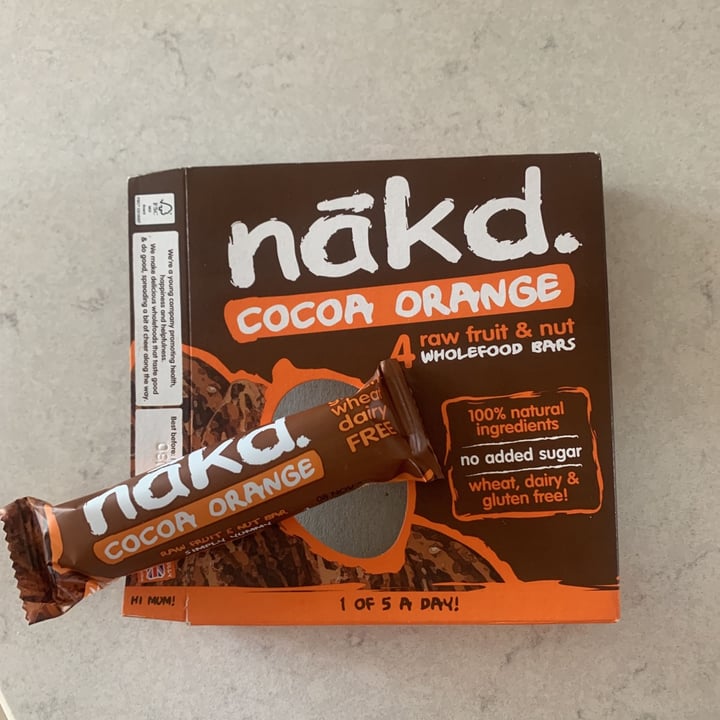 nākd.
COCOA ORANGE
4 raw fruit & nut
WHOLEFOOD BARS
100% natural
ingredients
no added sugar
wheat, dairy &
gluten free!
1 OF 5 A DAY!
HI MUM!
We're a young company promoting health,
happiness and helpfulness.
We make delicious wholefoods that taste good
& do good, spreading a bit of cheer along the way.
Best before:
FSC
nākd.
COCOA ORANGE
RAW FRUIT & NUT BAR
SIMPLY YUMMY
wheat
dairy
FREE